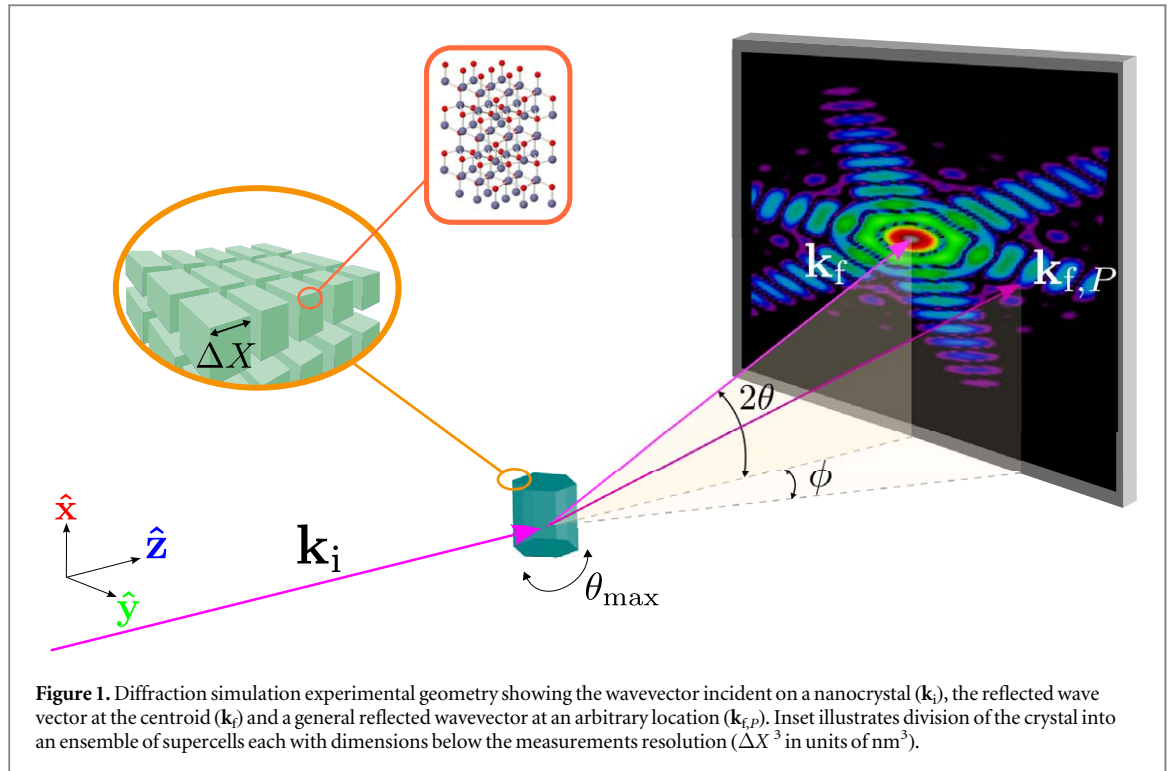 k_f
k_{f,P}
ΔX
2θ
ϕ
x̂
ẑ
ŷ
k_i
θ_max
Figure 1. Diffraction simulation experimental geometry showing the wavevector incident on a nanocrystal (k_i), the reflected wave
vector at the centroid (k_f) and a general reflected wavevector at an arbitrary location (k_{f,P}). Inset illustrates division of the crystal into
an ensemble of supercells each with dimensions below the measurements resolution (ΔX³ in units of nm³).